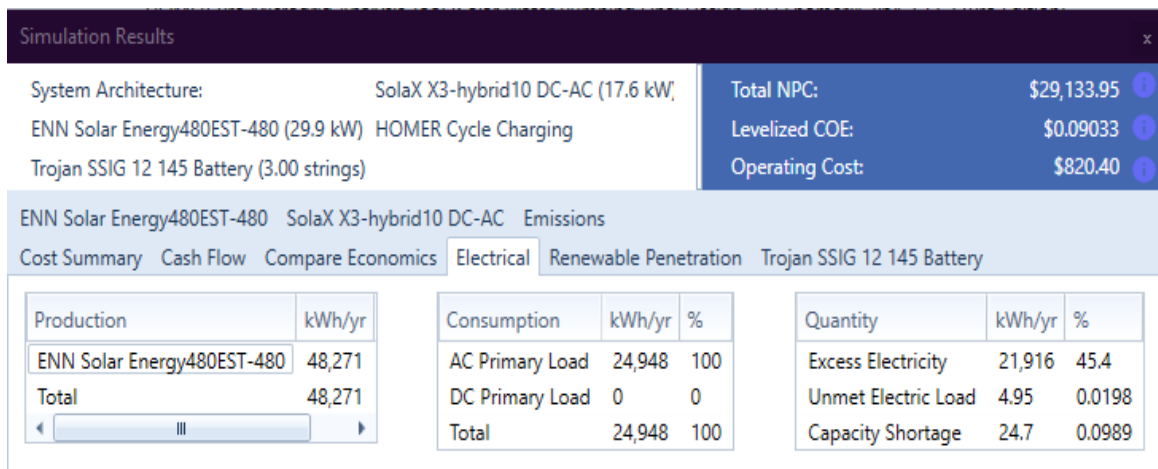 Simulation Results x
System Architecture: SolaX X3-hybrid10 DC-AC (17.6 kW)
ENN Solar Energy480EST-480 (29.9 kW) HOMER Cycle Charging
Trojan SSIG 12 145 Battery (3.00 strings)
Total NPC: $29,133.95
Levelized COE: $0.09033
Operating Cost: $820.40
ENN Solar Energy480EST-480 SolaX X3-hybrid10 DC-AC Emissions
Cost Summary Cash Flow Compare Economics Electrical Renewable Penetration Trojan SSIG 12 145 Battery
Production kWh/yr
ENN Solar Energy480EST-480 48,271
Total 48,271
Consumption kWh/yr %
AC Primary Load 24,948 100
DC Primary Load 0 0
Total 24,948 100
Quantity kWh/yr %
Excess Electricity 21,916 45.4
Unmet Electric Load 4.95 0.0198
Capacity Shortage 24.7 0.0989